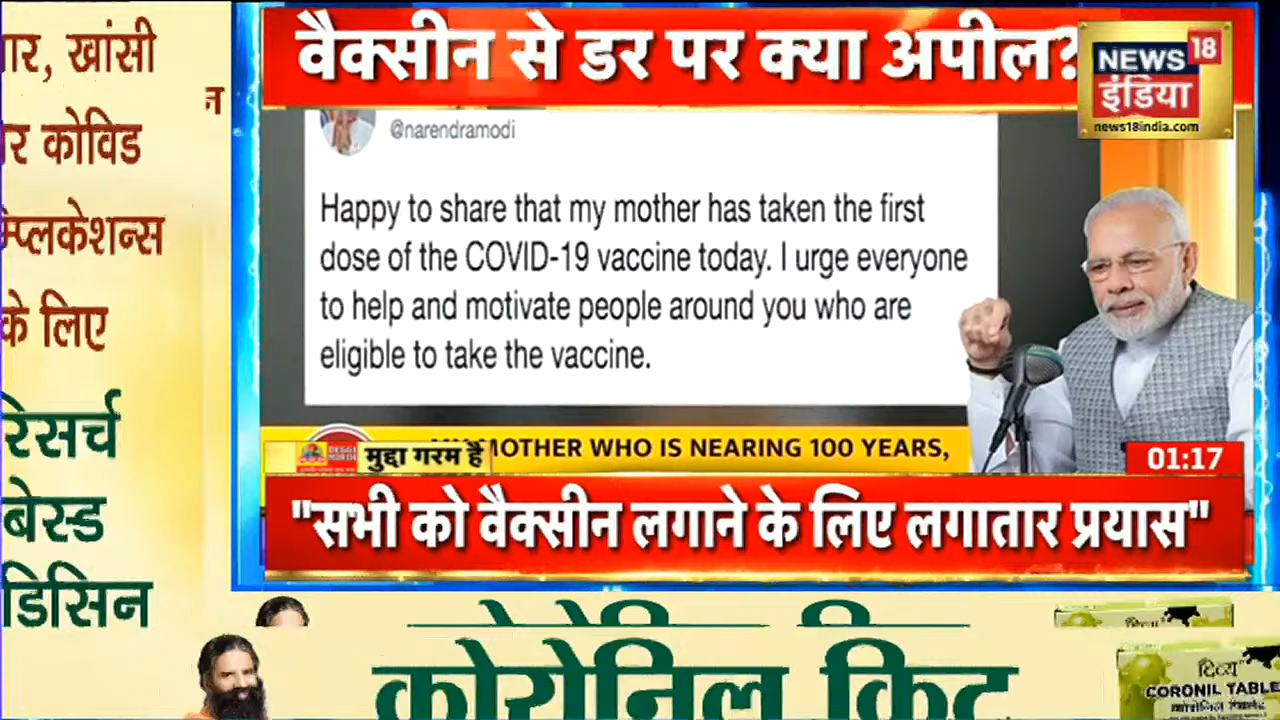 वैक्सीन से डर पर क्या अपील?
NEWS 18
इंडिया
news18india.com
@narendramodi
Happy to share that my mother has taken the first
dose of the COVID-19 vaccine today. I urge everyone
to help and motivate people around you who are
eligible to take the vaccine.
मुद्दा गरम है
MOTHER WHO IS NEARING 100 YEARS,
01:17
"सभी को वैक्सीन लगाने के लिए लगातार प्रयास"
ार, खांसी
र कोविड
म्प्लिकेशन्स
के लिए
रिसर्च
बेस्ड
डिसिन
कोरोनिल किट
दिव्य
CORONIL TABLE